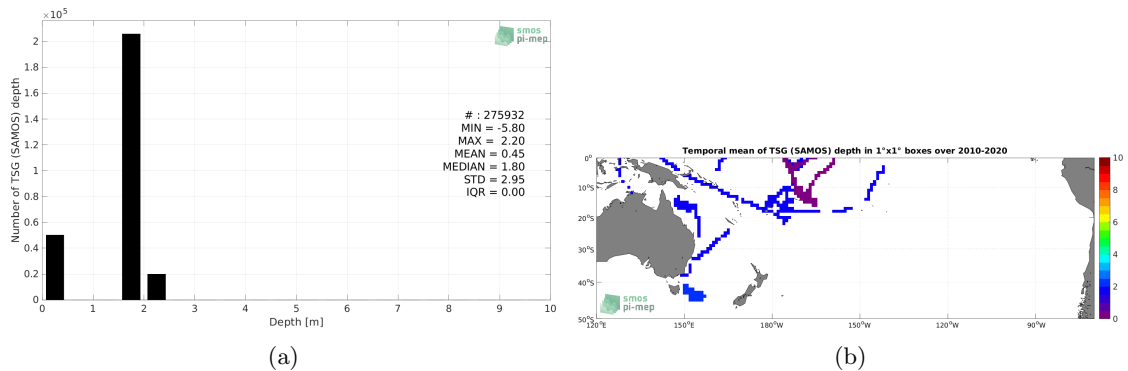 ×10⁵
smos
pi-mep
2
1.8
1.6
1.4
1.2
1
0.8
0.6
0.4
0.2
0
Number of TSG (SAMOS) depth
# : 275932
MIN = -5.80
MAX = 2.20
MEAN = 0.45
MEDIAN = 1.80
STD = 2.95
IQR = 0.00
0 1 2 3 4 5 6 7 8 9 10
Depth [m]
(a)
Temporal mean of TSG (SAMOS) depth in 1°x1° boxes over 2010-2020
0°
10°S
20°S
30°S
40°S
50°S
120°E 150°E 180°W 150°W 120°W 90°W
10
8
6
4
2
0
smos
pi-mep
(b)